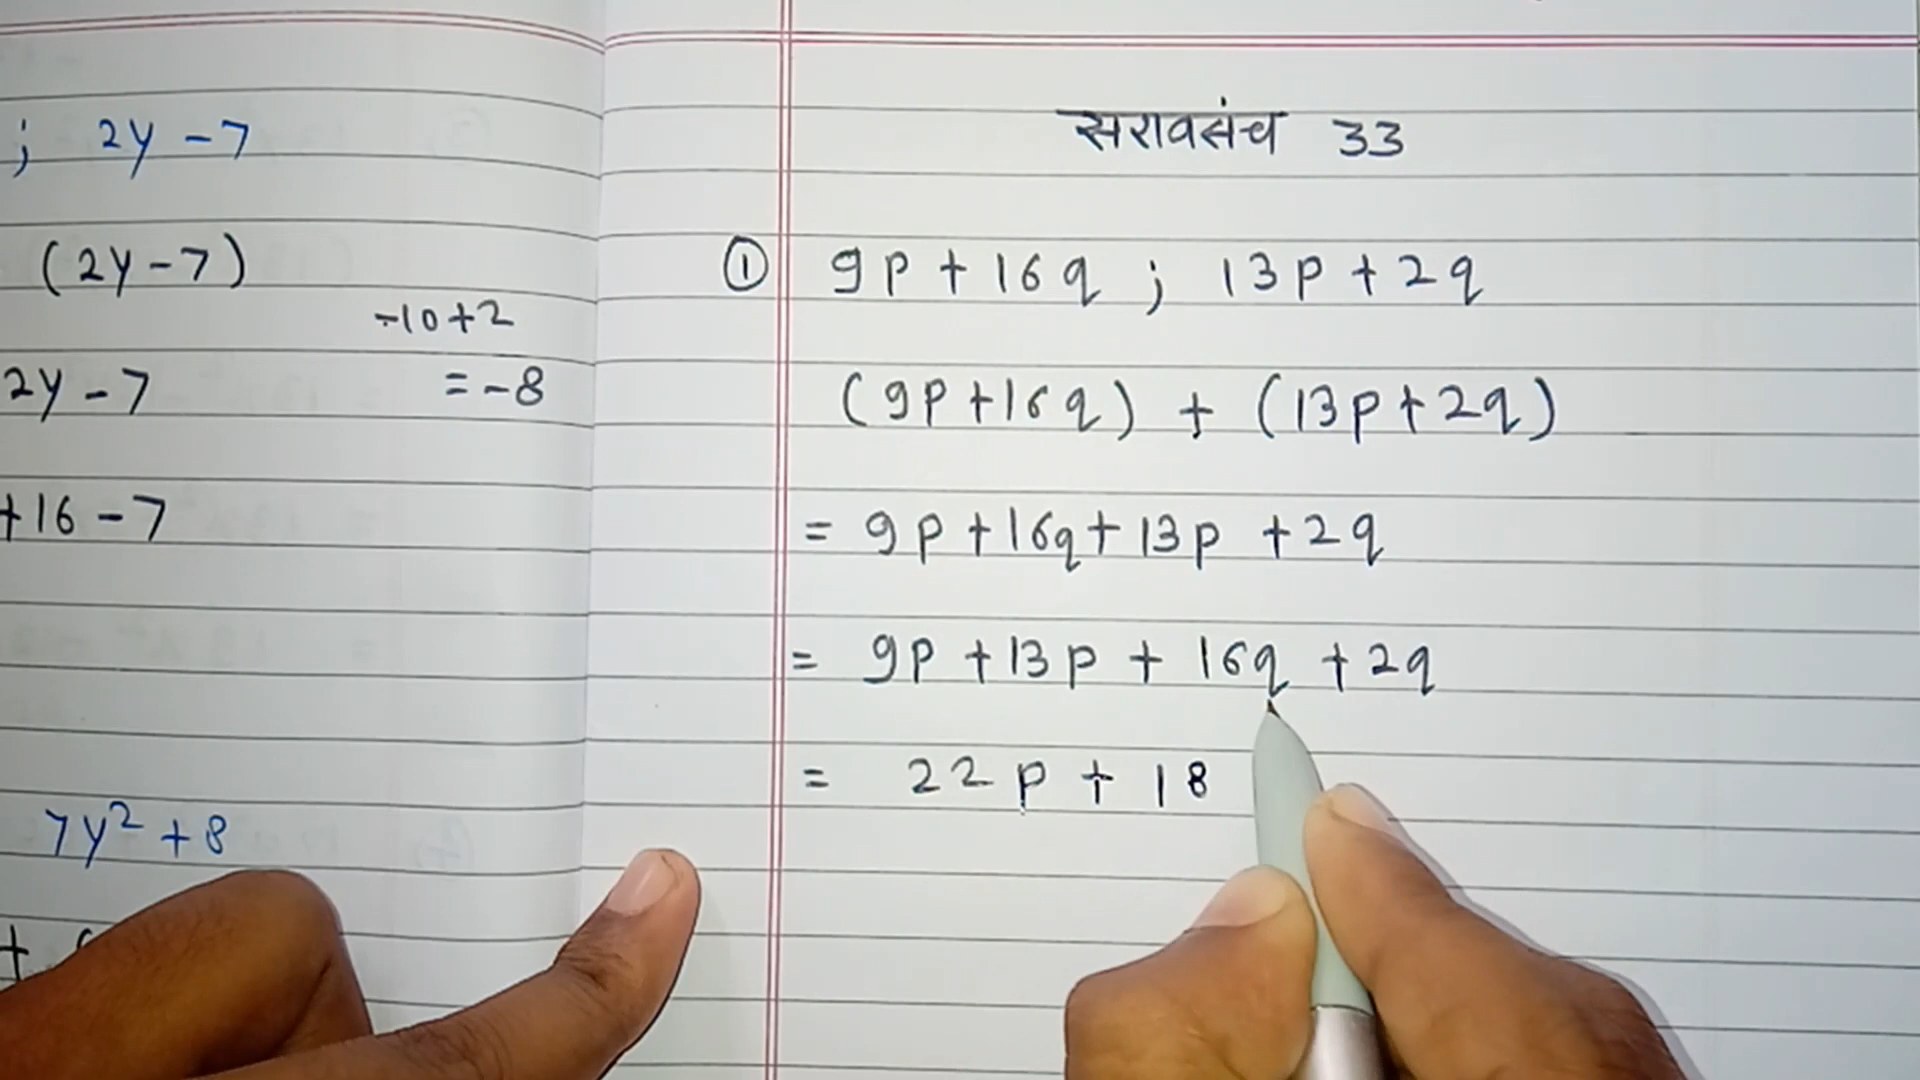 ; 2y - 7
(2y - 7)
-10 + 2
2y - 7
= -8
+ 16 - 7
7y² + 8
+
सरावसंच 33
① 9p + 16q ; 13p + 2q
(9p + 16q) + (13p + 2q)
= 9p + 16q + 13p + 2q
= 9p + 13p + 16q + 2q
= 22p + 18